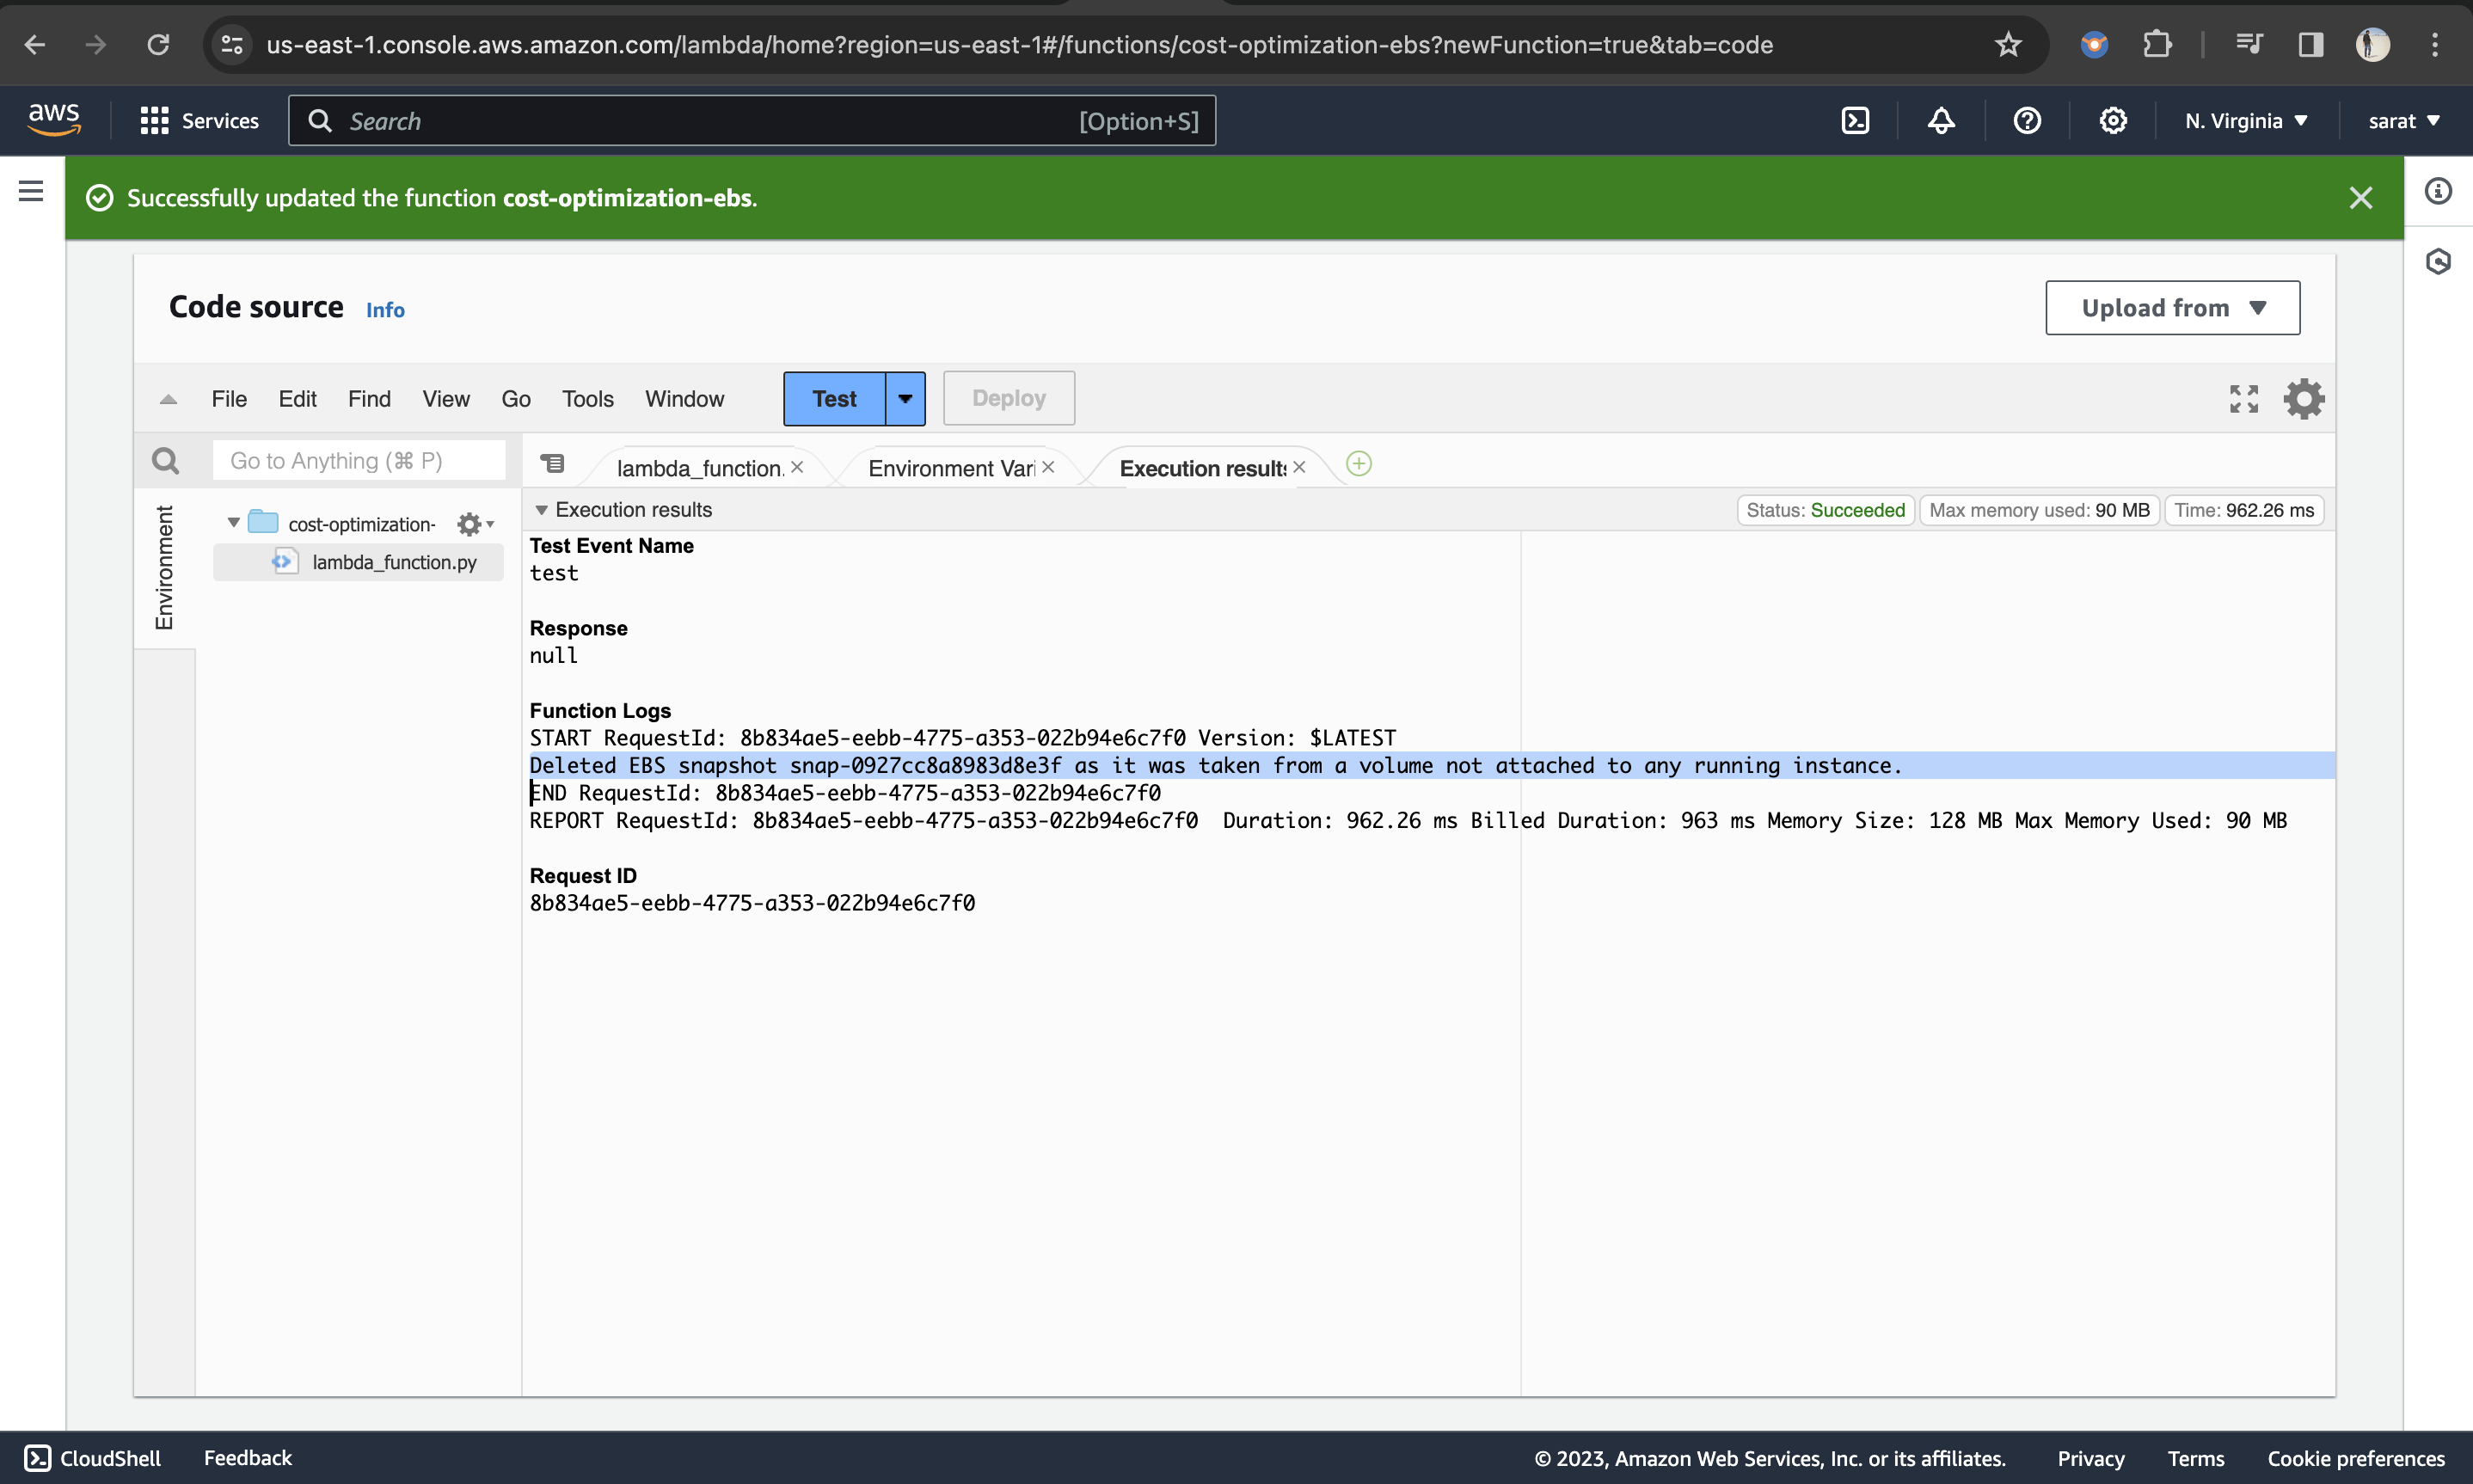 us-east-1.console.aws.amazon.com/lambda/home?region=us-east-1#/functions/cost-optimization-ebs?newFunction=true&tab=code
aws Services Search [Option+S] N. Virginia sarat
Successfully updated the function cost-optimization-ebs.
Code source Info Upload from
File Edit Find View Go Tools Window Test Deploy
Go to Anything (⌘ P) lambda_function. Environment Vari Execution results
Execution results Status: Succeeded Max memory used: 90 MB Time: 962.26 ms
Environment
cost-optimization-
lambda_function.py
Test Event Name
test
Response
null
Function Logs
START RequestId: 8b834ae5-eebb-4775-a353-022b94e6c7f0 Version: $LATEST
Deleted EBS snapshot snap-0927cc8a8983d8e3f as it was taken from a volume not attached to any running instance.
END RequestId: 8b834ae5-eebb-4775-a353-022b94e6c7f0
REPORT RequestId: 8b834ae5-eebb-4775-a353-022b94e6c7f0 Duration: 962.26 ms Billed Duration: 963 ms Memory Size: 128 MB Max Memory Used: 90 MB
Request ID
8b834ae5-eebb-4775-a353-022b94e6c7f0
CloudShell Feedback © 2023, Amazon Web Services, Inc. or its affiliates. Privacy Terms Cookie preferences